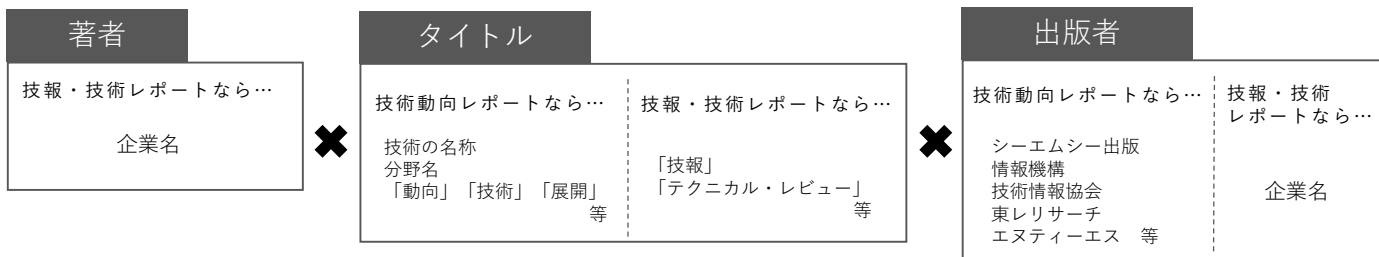 著者
技報・技術レポートなら…
企業名
✖
タイトル
技術動向レポートなら…
技術の名称
分野名
「動向」「技術」「展開」
等
技報・技術レポートなら…
「技報」
「テクニカル・レビュー」
等
✖
出版者
技術動向レポートなら…
シーエムシー出版
情報機構
技術情報協会
東レリサーチ
エヌティーエス 等
技報・技術
レポートなら…
企業名